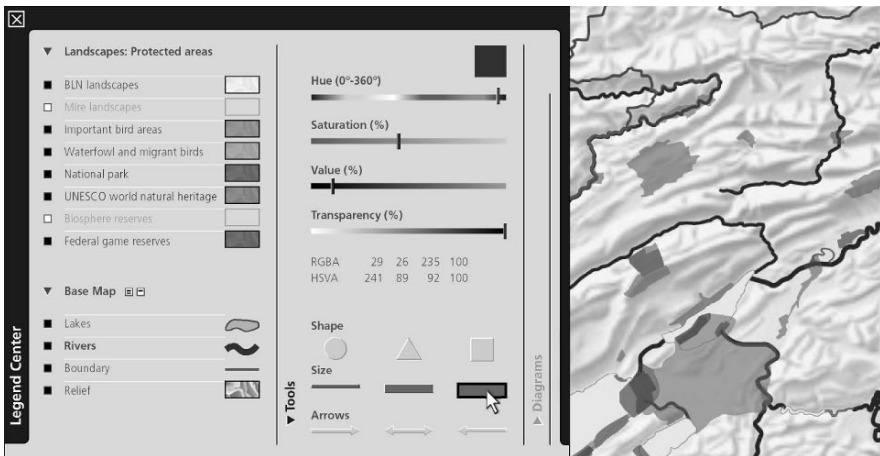 Legend Center
Landscapes: Protected areas
BLN landscapes
Mire landscapes
Important bird areas
Waterfowl and migrant birds
National park
UNESCO world natural heritage
Biosphere reserves
Federal game reserves
Base Map
Lakes
Rivers
Boundary
Relief
Tools
Hue (0°-360°)
Saturation (%)
Value (%)
Transparency (%)
RGBA 29 26 235 100
HSVA 241 89 92 100
Shape
Size
Arrows
Diagrams